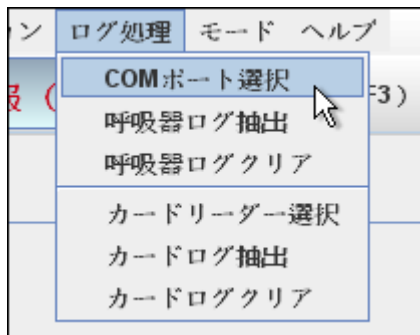 ン ログ処理 モード ヘルプ
報 (
F3)
COMポート選択
呼吸器ログ抽出
呼吸器ログクリア
カードリーダー選択
カードログ抽出
カードログクリア